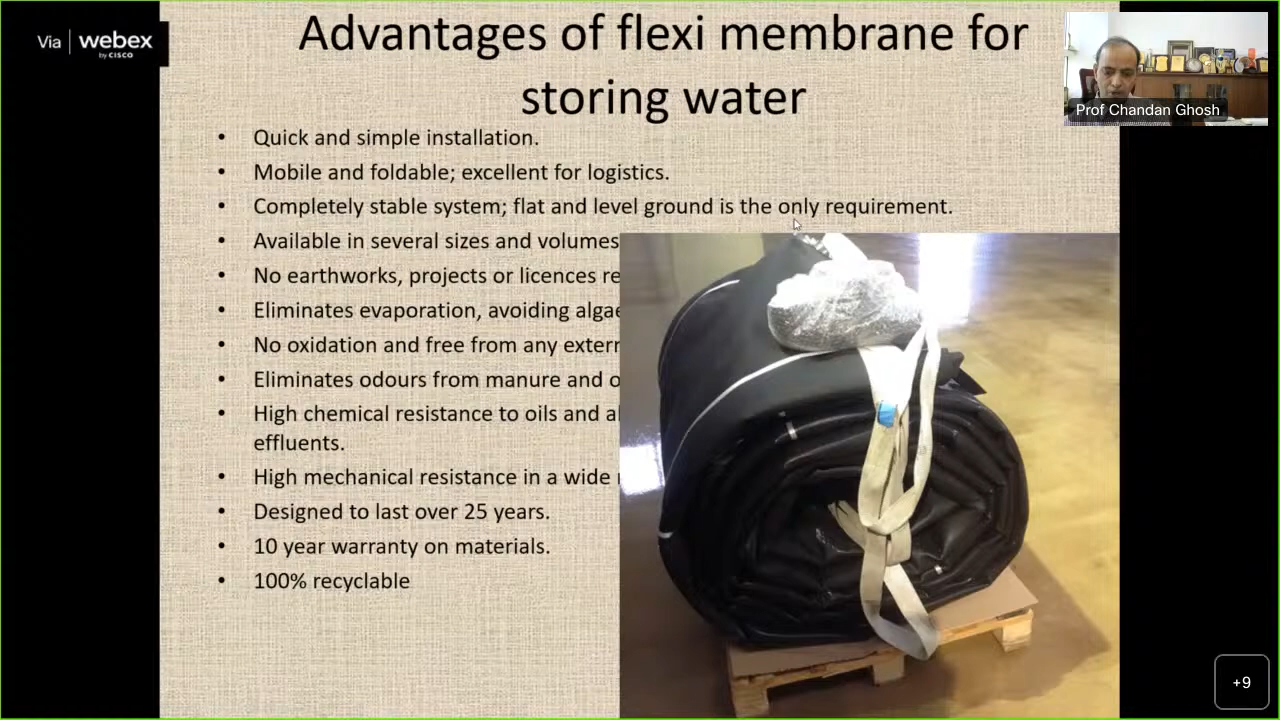 Via | webex
by CISCO
Advantages of flexi membrane for
storing water
Prof Chandan Ghosh
• Quick and simple installation.
• Mobile and foldable; excellent for logistics.
• Completely stable system; flat and level ground is the only requirement.
• Available in several sizes and volumes
• No earthworks, projects or licences
• Eliminates evaporation, avoiding
• No oxidation and free from any
• Eliminates odours from manure and
• High chemical resistance to oils and
effluents.
• High mechanical resistance in a wide
• Designed to last over 25 years.
• 10 year warranty on materials.
• 100% recyclable
+9